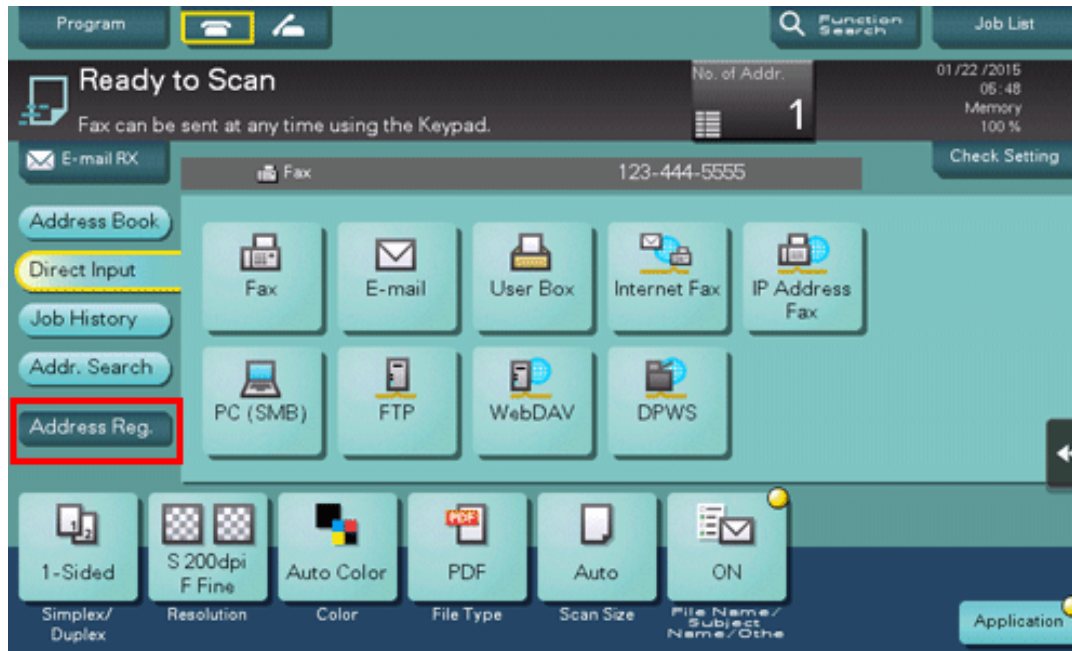 Program
Function
Search
Job List
Ready to Scan
No. of Addr.
1
01/22/2015
05:48
Memory
100 %
Fax can be sent at any time using the Keypad.
E-mail RX
Fax 123-444-5555
Check Setting
Address Book
Direct Input
Job History
Addr. Search
Address Reg.
Fax
E-mail
User Box
Internet Fax
IP Address
Fax
PC (SMB)
FTP
WebDAV
DPWS
1-Sided
S 200dpi
F Fine
Auto Color
PDF
PDF
Auto
ON
Simplex/
Duplex
Resolution
Color
File Type
Scan Size
File Name/
Subject
Name/Othe
Application